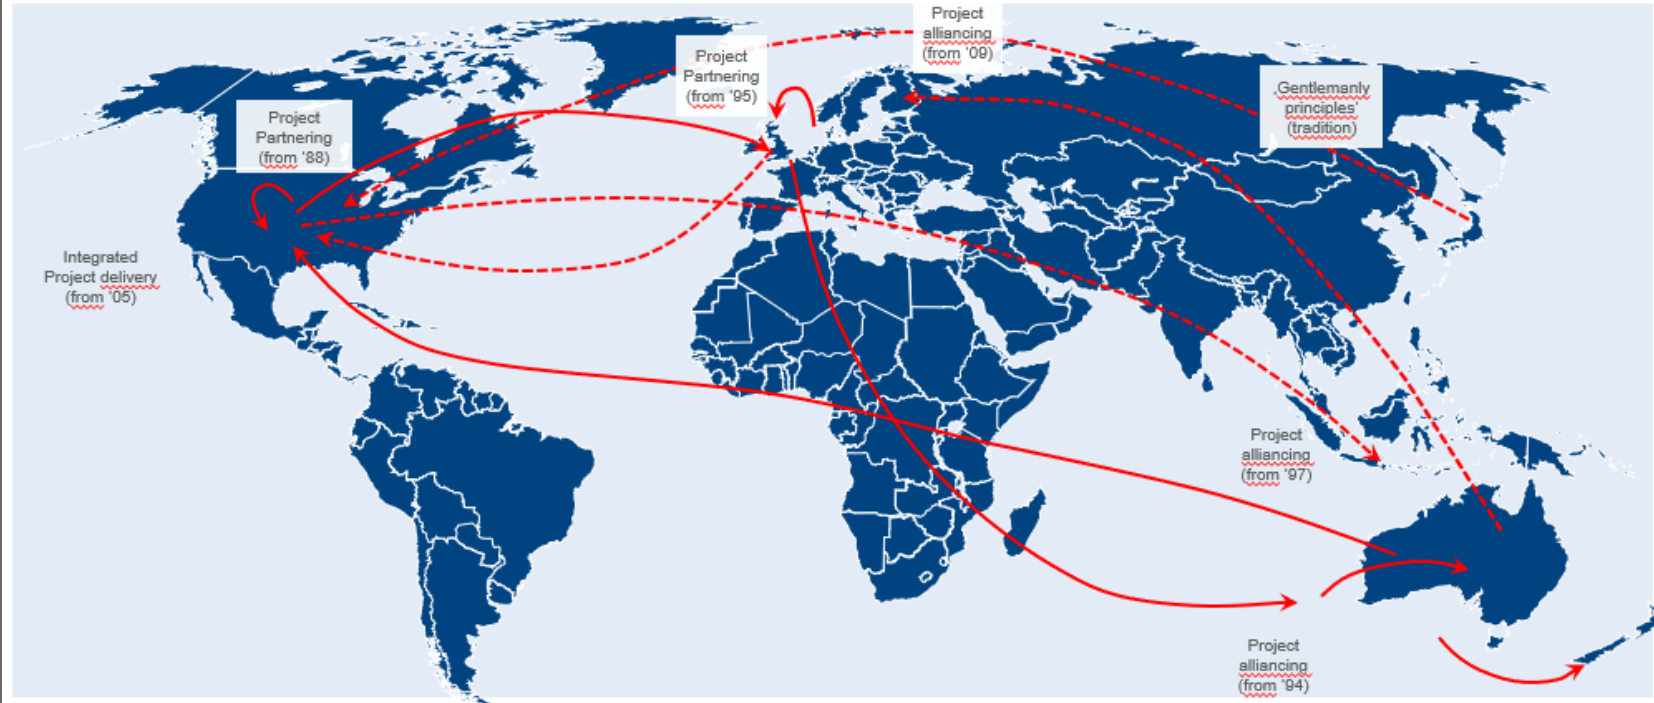 Project
alliancing
(from '09)
Project
Partnering
(from '95)
‚Gentlemanly
principles'
(tradition)
Project
Partnering
(from '88)
Integrated
Project delivery
(from '05)
Project
alliancing
(from '97)
Project
alliancing
(from '94)